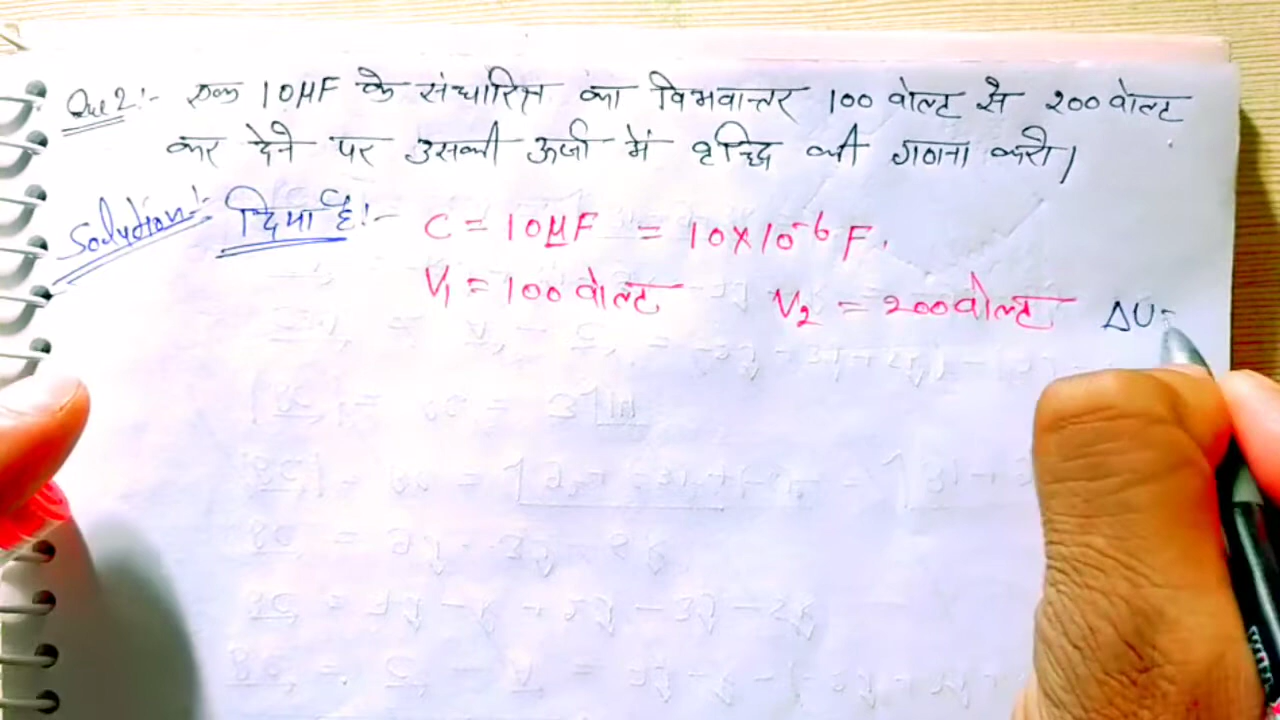 Que 2:- एक 10μF के संधारित्र का विभवान्तर 100 वोल्ट से 200 वोल्ट
कर देने पर उसकी ऊर्जा में वृद्धि की गणना करो।
Solution:- दिया है:- C = 10μF = 10×10⁻⁶ F.
V₁ = 100 वोल्ट V₂ = 200 वोल्ट ΔU=